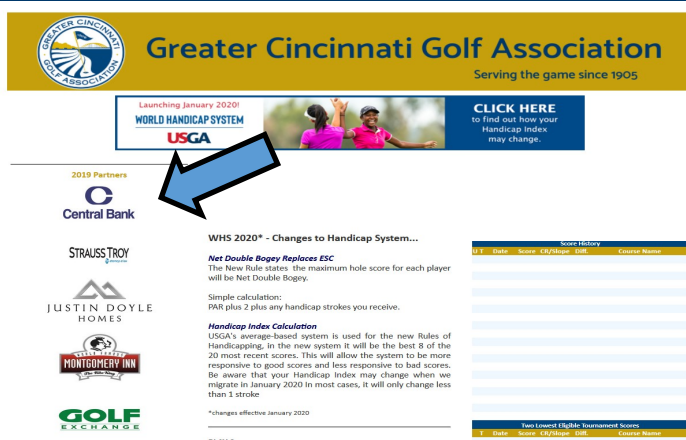 GREATER CINCINNATI
GOLF ASSOCIATION
Greater Cincinnati Golf Association
Serving the game since 1905
Launching January 2020!
WORLD HANDICAP SYSTEM
USGA
CLICK HERE
to find out how your
Handicap Index
may change.
2019 Partners
Central Bank
STRAUSS TROY
JUSTIN DOYLE
HOMES
MONTGOMERY INN
The Ribs King
GOLF
EXCHANGE
WHS 2020* - Changes to Handicap System...
Net Double Bogey Replaces ESC
The New Rule states the maximum hole score for each player
will be Net Double Bogey.
Simple calculation:
PAR plus 2 plus any handicap strokes you receive.
Handicap Index Calculation
USGA's average-based system is used for the new Rules of
Handicapping, in the new system it will be the best 8 of the
20 most recent scores. This will allow the system to be more
responsive to good scores and less responsive to bad scores.
Be aware that your Handicap Index may change when we
migrate in January 2020 In most cases, it will only change less
than 1 stroke
*changes effective January 2020
Score History
U T Date Score CR/Slope Diff. Course Name
Two Lowest Eligible Tournament Scores
T Date Score CR/Slope Diff. Course Name